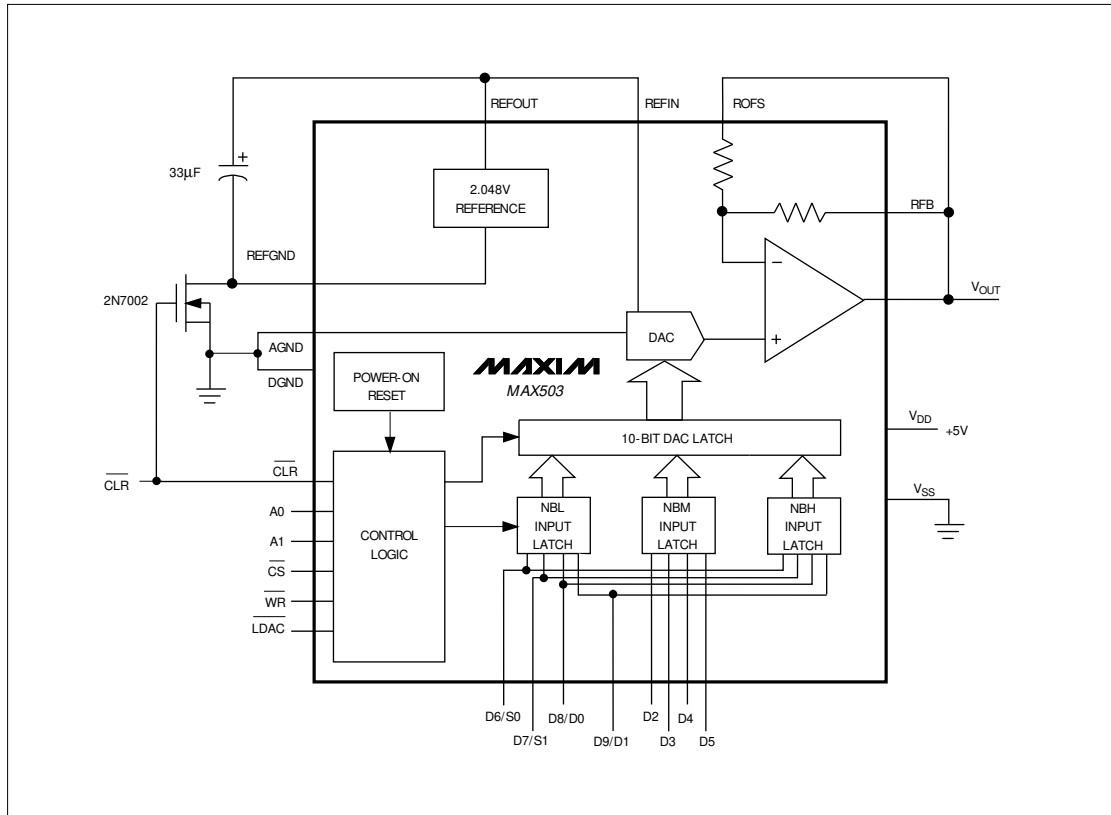 REFOUT
REFIN
ROFS
33µF
+
2.048V
REFERENCE
RFB
REFGND
−
2N7002
VOUT
DAC
+
AGND
DGND
POWER-ON
RESET
MAXIM
MAX503
VDD
+5V
10-BIT DAC LATCH
CLR
CLR
VSS
A0
A1
CS
WR
LDAC
CONTROL
LOGIC
NBL
INPUT
LATCH
NBM
INPUT
LATCH
NBH
INPUT
LATCH
D6/S0
D8/D0
D2
D4
D7/S1
D9/D1
D3
D5